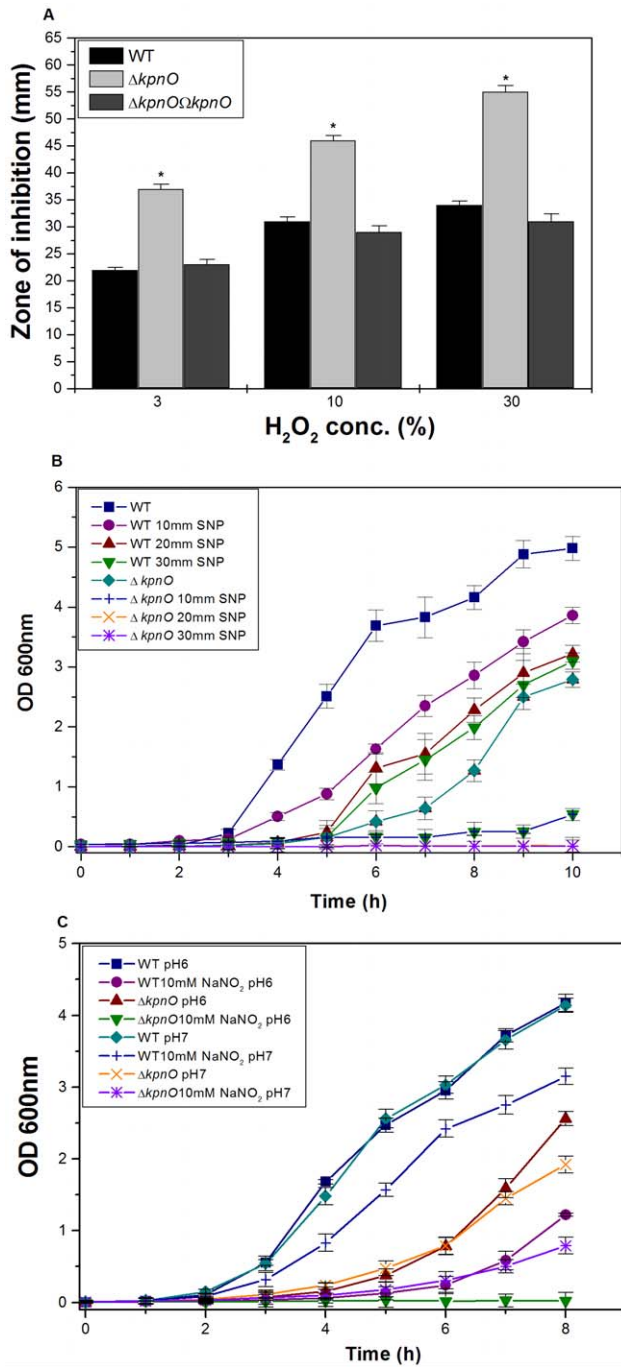 A
Zone of inhibition (mm)
65
60
55
50
45
40
35
30
25
20
15
10
5
0
WT
ΔkpnO
ΔkpnOΩkpnO
*
*
*
3
10
30
H₂O₂ conc. (%)
B
OD 600nm
6
5
4
3
2
1
0
WT
WT 10mm SNP
WT 20mm SNP
WT 30mm SNP
Δ kpnO
Δ kpnO 10mm SNP
Δ kpnO 20mm SNP
Δ kpnO 30mm SNP
0
2
4
6
8
10
Time (h)
C
OD 600nm
5
4
3
2
1
0
WT pH6
WT10mM NaNO₂ pH6
ΔkpnO pH6
ΔkpnO10mM NaNO₂ pH6
WT pH7
WT10mM NaNO₂ pH7
ΔkpnO pH7
ΔkpnO10mM NaNO₂ pH7
0
2
4
6
8
Time (h)